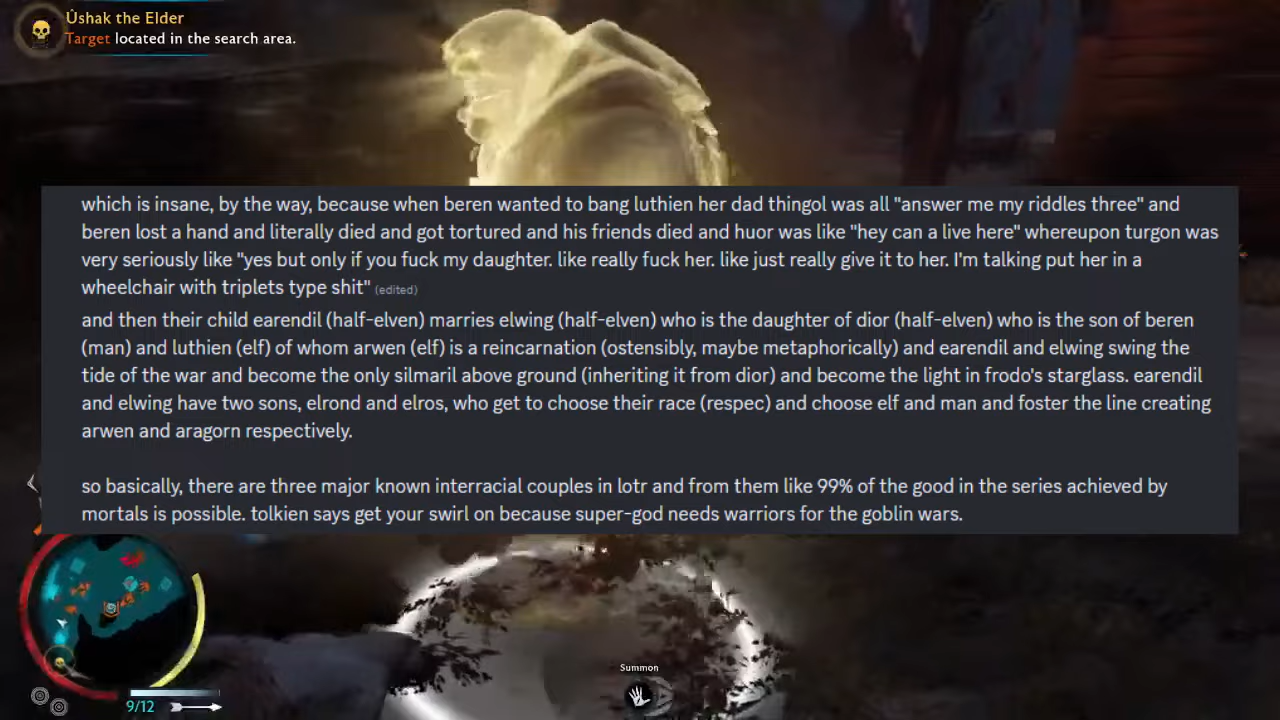 Ûshak the Elder
Target located in the search area.
which is insane, by the way, because when beren wanted to bang luthien her dad thingol was all "answer me my riddles three" and
beren lost a hand and literally died and got tortured and his friends died and huor was like "hey can a live here" whereupon turgon was
very seriously like "yes but only if you fuck my daughter. like really fuck her. like just really give it to her. I'm talking put her in a
wheelchair with triplets type shit" (edited)
and then their child earendil (half-elven) marries elwing (half-elven) who is the daughter of dior (half-elven) who is the son of beren
(man) and luthien (elf) of whom arwen (elf) is a reincarnation (ostensibly, maybe metaphorically) and earendil and elwing swing the
tide of the war and become the only silmaril above ground (inheriting it from dior) and become the light in frodo's starglass. earendil
and elwing have two sons, elrond and elros, who get to choose their race (respec) and choose elf and man and foster the line creating
arwen and aragorn respectively.
so basically, there are three major known interracial couples in lotr and from them like 99% of the good in the series achieved by
mortals is possible. tolkien says get your swirl on because super-god needs warriors for the goblin wars.
Summon
9/12